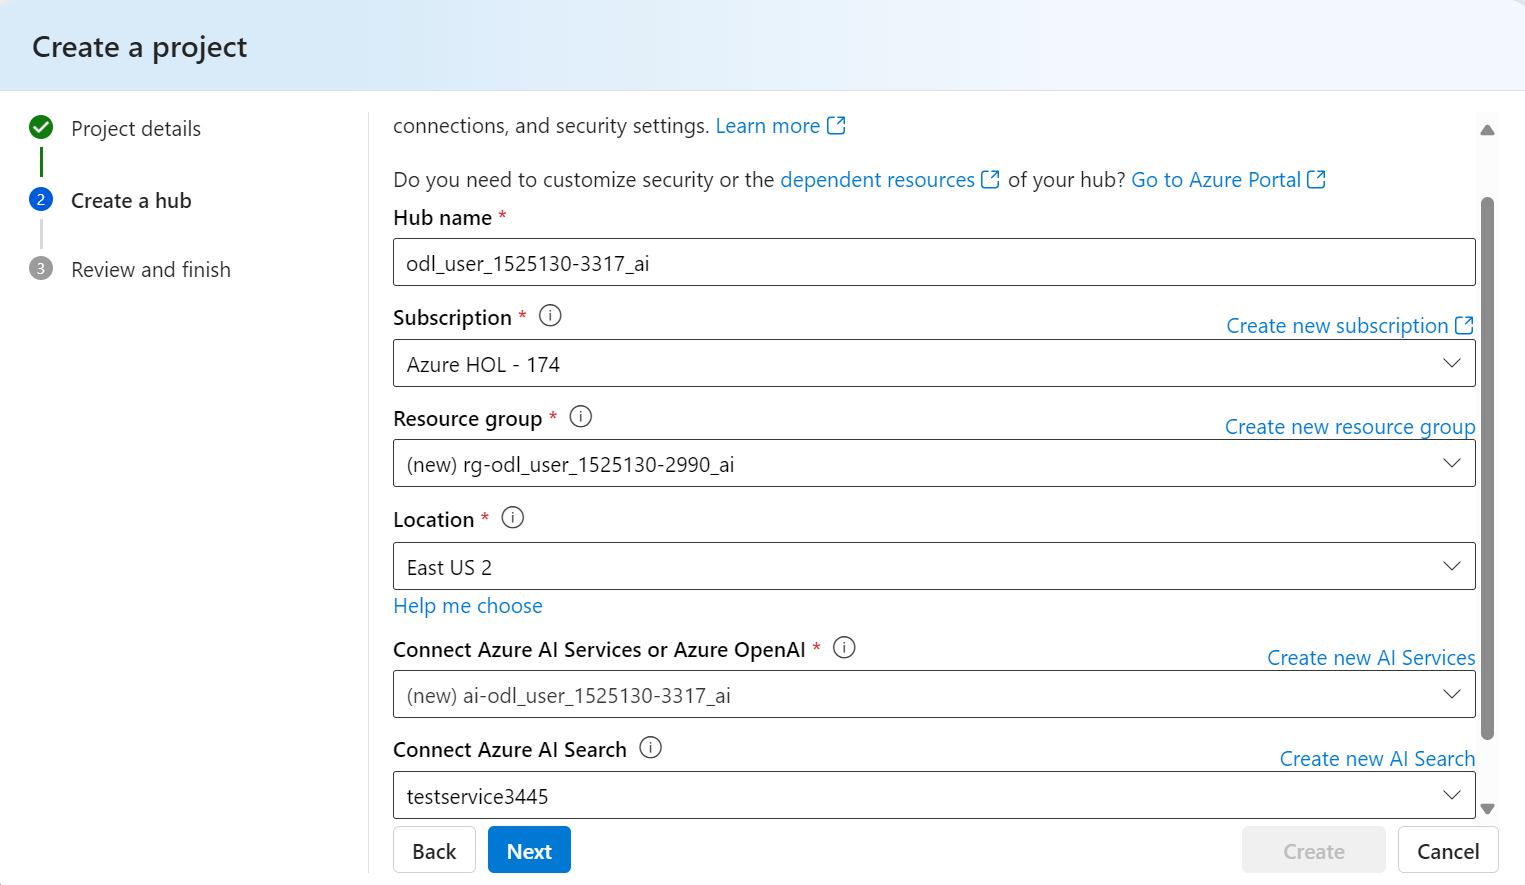 Create a project
Project details
2 Create a hub
3 Review and finish
connections, and security settings. Learn more
Do you need to customize security or the dependent resources of your hub? Go to Azure Portal
Hub name *
odl_user_1525130-3317_ai
Subscription *
Create new subscription
Azure HOL - 174
Resource group *
Create new resource group
(new) rg-odl_user_1525130-2990_ai
Location *
East US 2
Help me choose
Connect Azure AI Services or Azure OpenAI *
Create new AI Services
(new) ai-odl_user_1525130-3317_ai
Connect Azure AI Search
Create new AI Search
testservice3445
Back Next Create Cancel